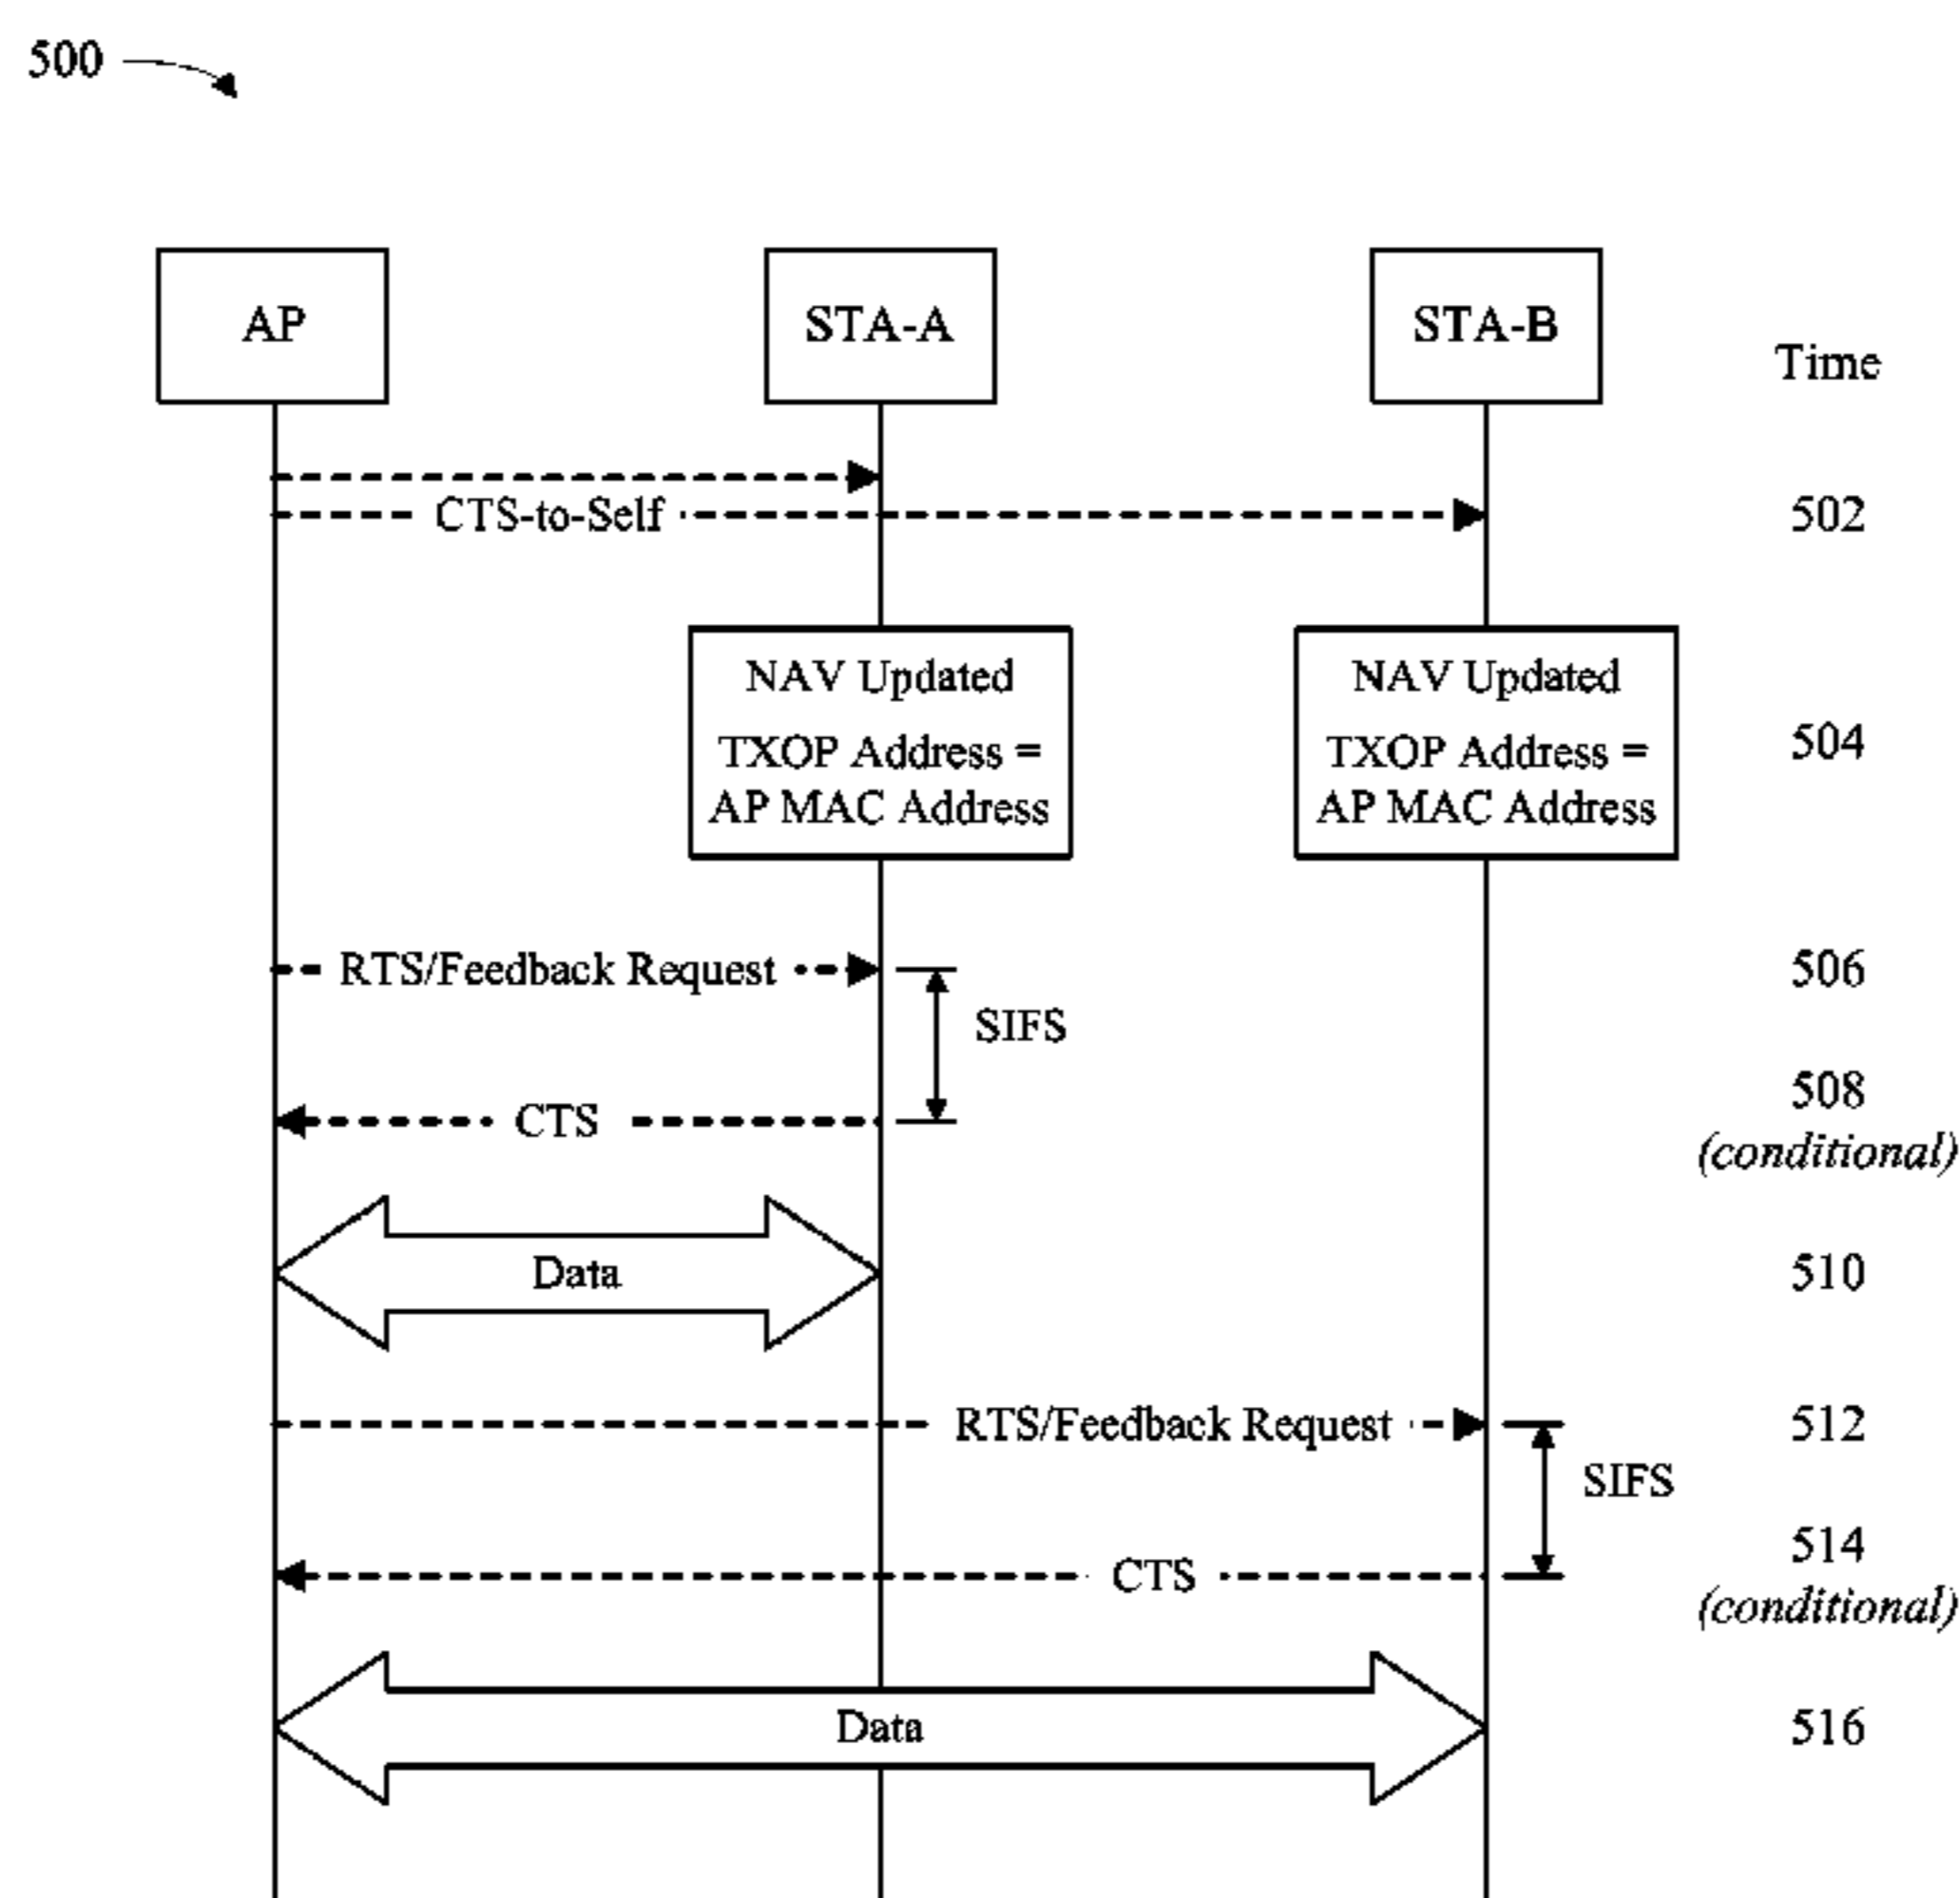 500
AP
STA-A
STA-B
Time
CTS-to-Self
502
NAV Updated
TXOP Address =
AP MAC Address
NAV Updated
TXOP Address =
AP MAC Address
504
RTS/Feedback Request
506
SIFS
CTS
508
(conditional)
Data
510
RTS/Feedback Request
512
SIFS
CTS
514
(conditional)
Data
516